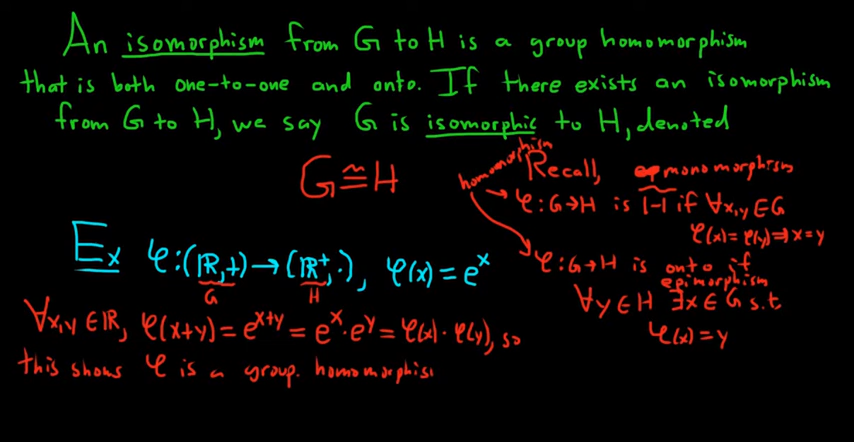 An isomorphism from G to H is a group homomorphism
that is both one-to-one and onto. If there exists an isomorphism
from G to H, we say G is isomorphic to H, denoted
G ≅ H
homomorphism
Recall, monomorphism
φ: G → H is 1-1 if ∀x,y ∈ G
φ(x) = φ(y) ⟹ x = y
φ: G → H is onto if
epimorphism
∀y ∈ H ∃x ∈ G s.t.
φ(x) = y
Ex φ: (ℝ, +) → (ℝ⁺, ·), φ(x) = eˣ
G H
∀x,y ∈ ℝ, φ(x+y) = eˣ⁺ʸ = eˣ · eʸ = φ(x) · φ(y), so
this shows φ is a group homomorphis